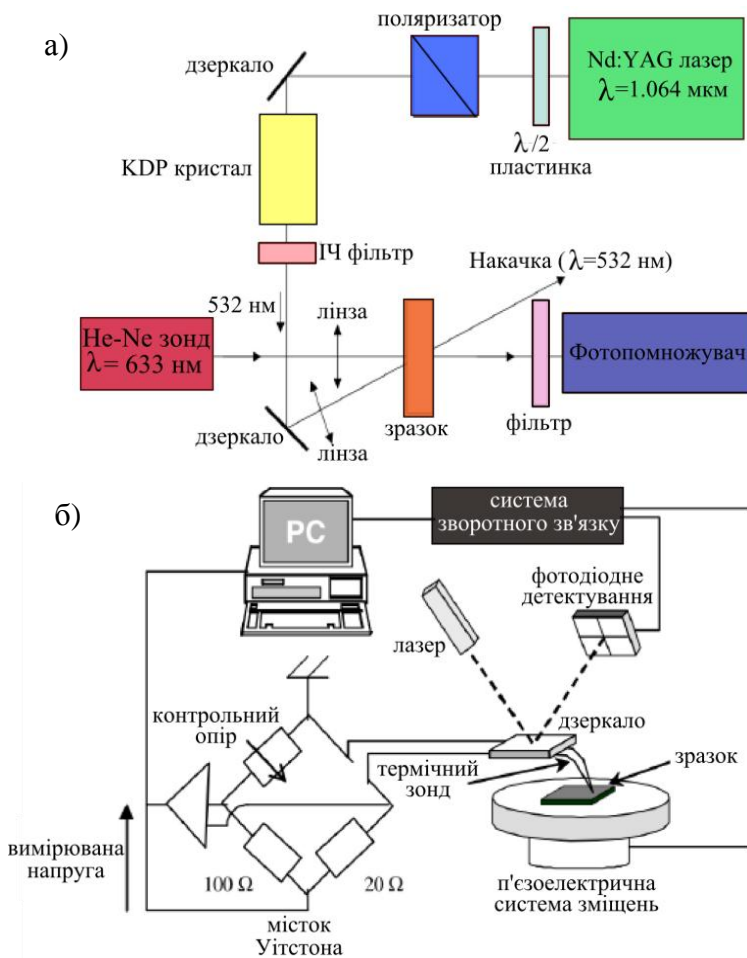 а)
поляризатор
дзеркало
Nd:YAG лазер
λ=1.064 мкм
λ/2
пластинка
KDP кристал
ІЧ фільтр
Накачка (λ=532 нм)
532 нм
лінза
He-Ne зонд
λ= 633 нм
Фотопомножувач
дзеркало
лінза
зразок
фільтр
б)
система
зворотного зв'язку
PC
фотодіодне
детектування
лазер
контрольний
опір
дзеркало
термічний
зонд
зразок
вимірювана
напруга
100 Ω
20 Ω
місток
Уітстона
п'єзоелектрична
система зміщень